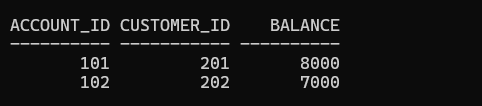 ACCOUNT_ID CUSTOMER_ID    BALANCE
---------- ----------- ----------
       101         201       8000
       102         202       7000